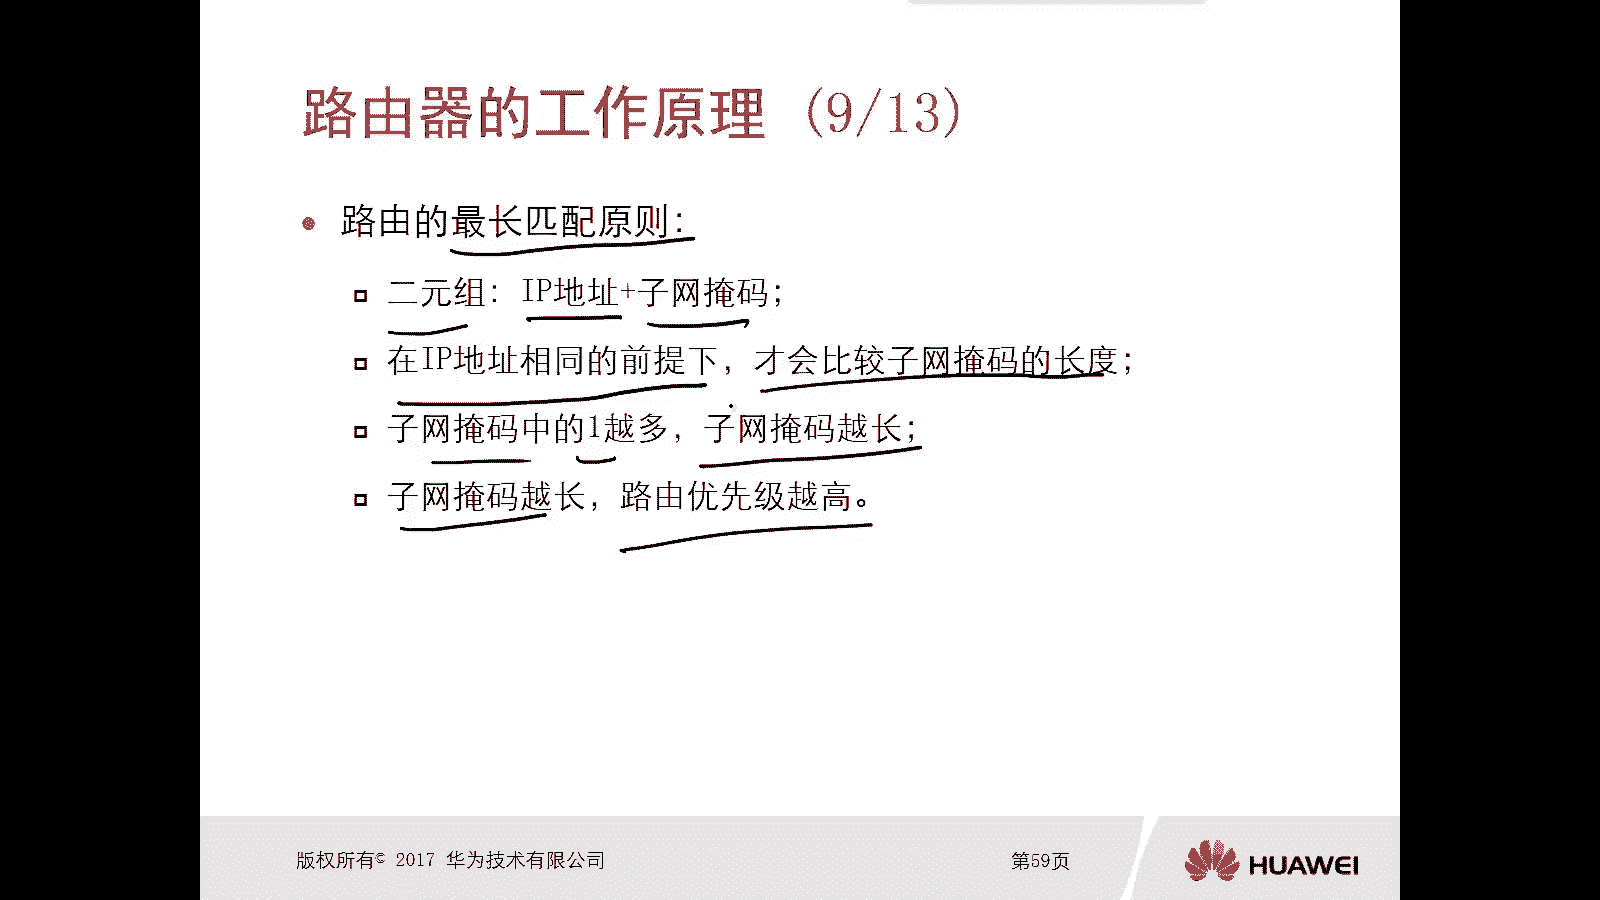 路由器的工作原理 (9/13)
路由的最长匹配原则：
二元组：IP地址+子网掩码；
在IP地址相同的前提下，才会比较子网掩码的长度；
子网掩码中的1越多，子网掩码越长；
子网掩码越长，路由优先级越高。
版权所有© 2017 华为技术有限公司
第59页
HUAWEI